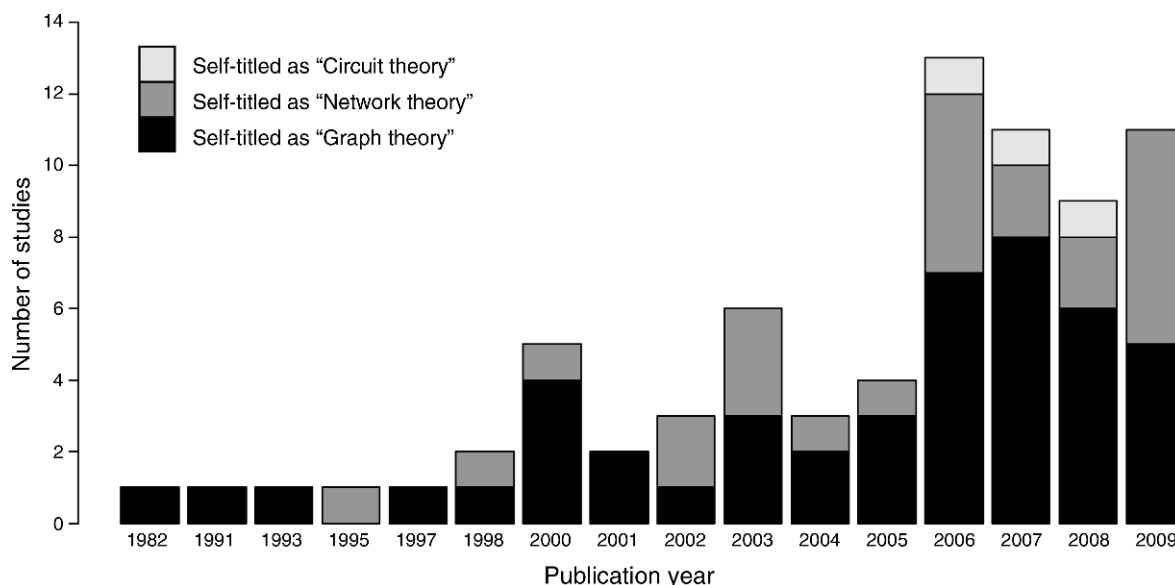 14
Self-titled as “Circuit theory”
12
Self-titled as “Network theory”
Self-titled as “Graph theory”
10
8
6
4
2
0
Number of studies
1982 1991 1993 1995 1997 1998 2000 2001 2002 2003 2004 2005 2006 2007 2008 2009
Publication year